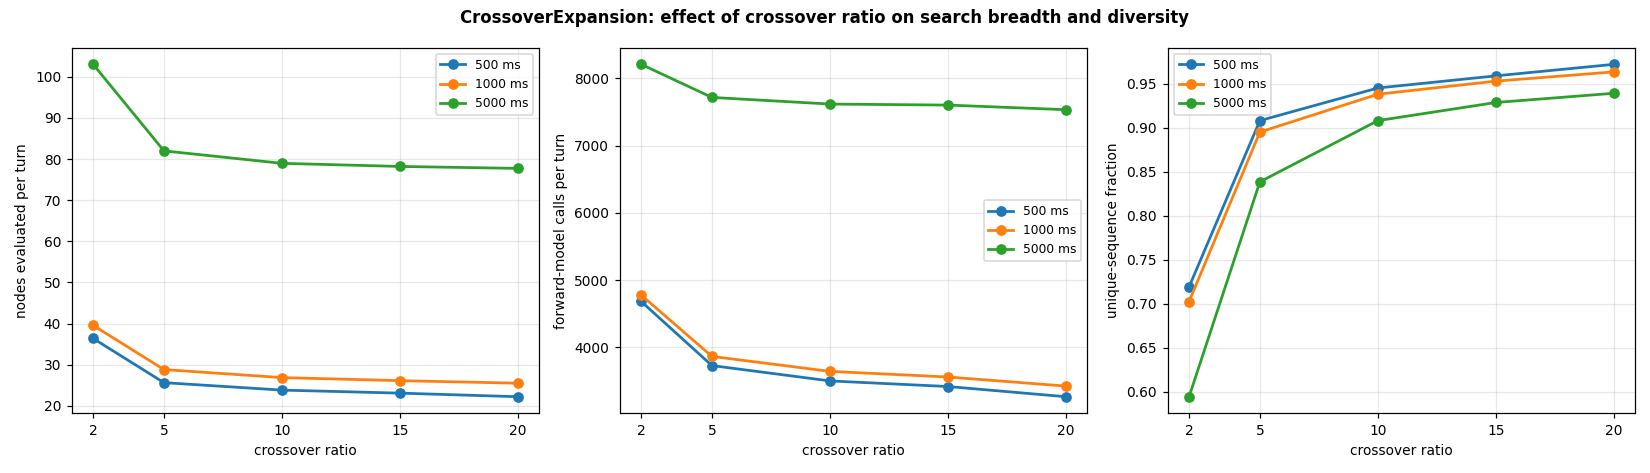 CrossoverExpansion: effect of crossover ratio on search breadth and diversity
nodes evaluated per turn
100
90
80
70
60
50
40
30
20
2
5
10
15
20
crossover ratio
500 ms
1000 ms
5000 ms
forward-model calls per turn
8000
7000
6000
5000
4000
2
5
10
15
20
crossover ratio
500 ms
1000 ms
5000 ms
unique-sequence fraction
0.95
0.90
0.85
0.80
0.75
0.70
0.65
0.60
2
5
10
15
20
crossover ratio
500 ms
1000 ms
5000 ms